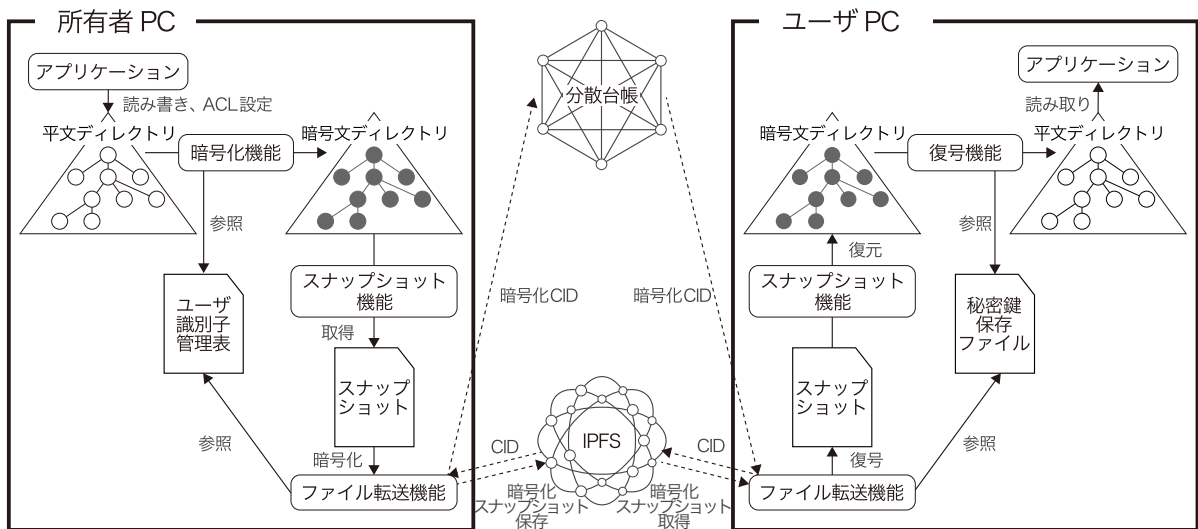 所有者 PC
アプリケーション
読み書き、ACL設定
平文ディレクトリ
暗号化機能
暗号文ディレクトリ
参照
ユーザ
識別子
管理表
スナップショット
機能
取得
スナップ
ショット
参照
暗号化
ファイル転送機能
分散台帳
暗号化CID
暗号化CID
IPFS
CID
CID
暗号化
スナップショット
保存
暗号化
スナップショット
取得
ユーザ PC
アプリケーション
読み取り
暗号文ディレクトリ
復号機能
平文ディレクトリ
参照
復元
スナップショット
機能
秘密鍵
保存
ファイル
スナップ
ショット
参照
復号
ファイル転送機能